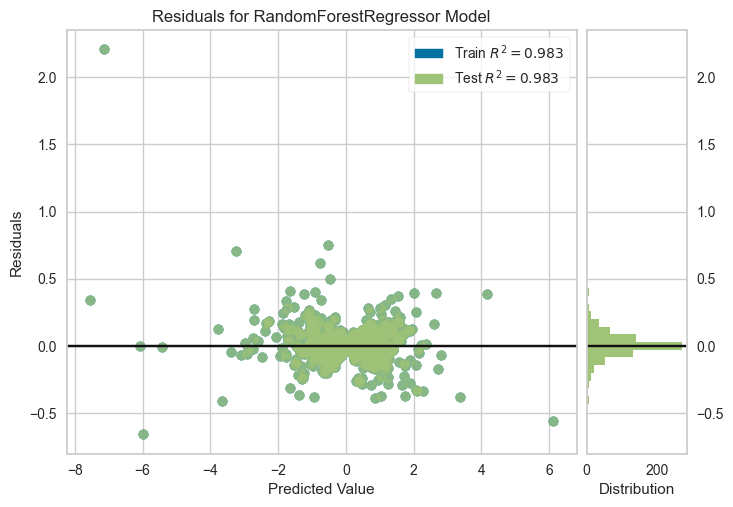 Residuals for RandomForestRegressor Model
Train R² = 0.983
Test R² = 0.983
Residuals
2.0
1.5
1.0
0.5
0.0
−0.5
−8 −6 −4 −2 0 2 4 6
Predicted Value
2.0
1.5
1.0
0.5
0.0
−0.5
0 200
Distribution